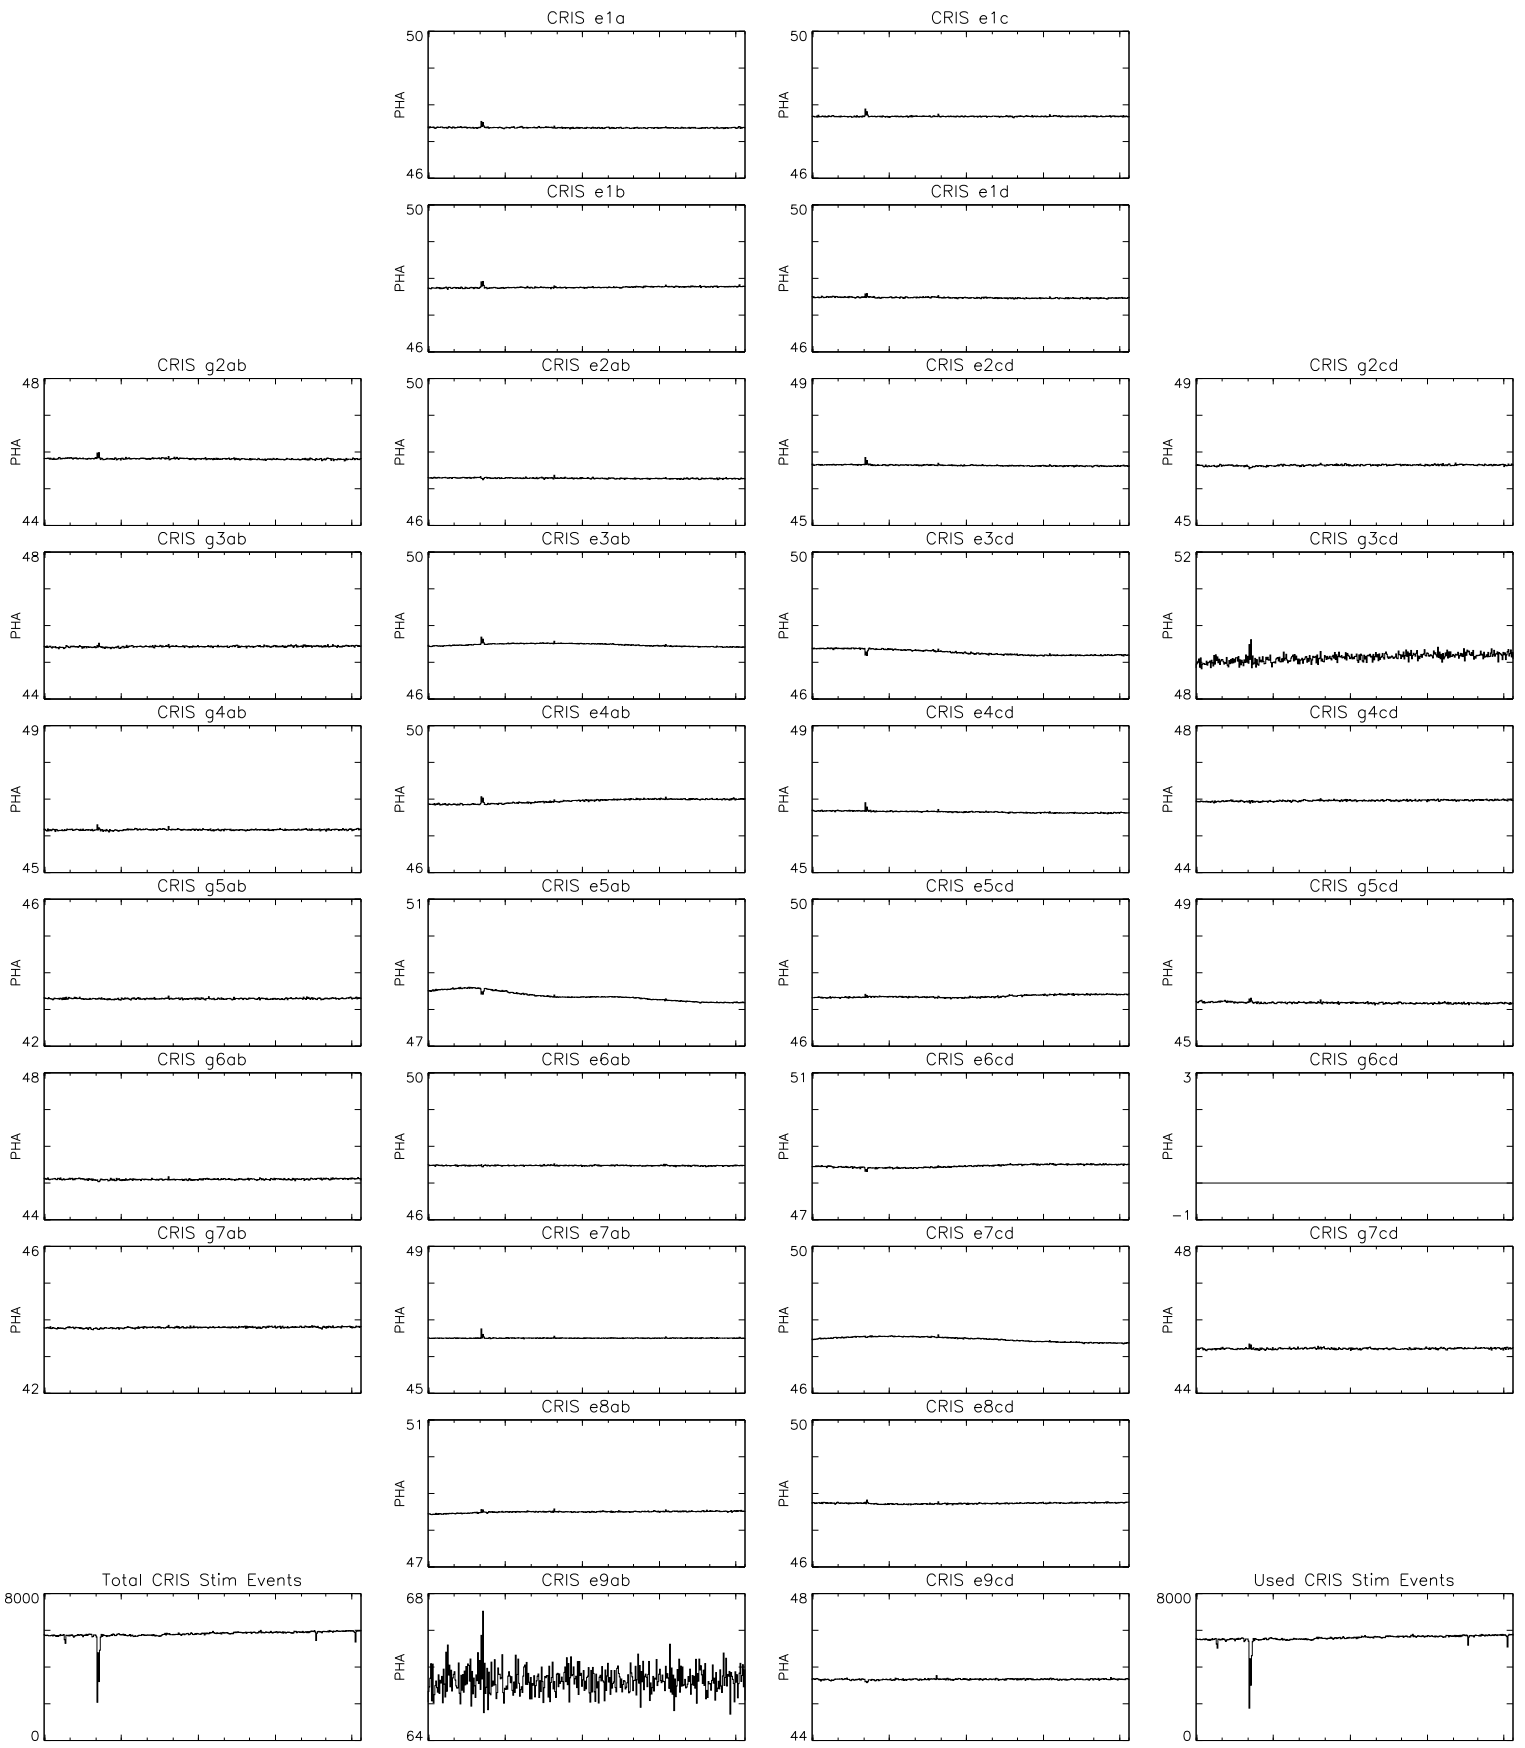 CRIS e1a
CRIS e1c
50
PHA
46
50
PHA
46
CRIS e1b
CRIS e1d
50
PHA
46
50
PHA
46
CRIS g2ab
CRIS e2ab
CRIS e2cd
CRIS g2cd
48
PHA
44
50
PHA
46
49
PHA
45
49
PHA
45
CRIS g3ab
CRIS e3ab
CRIS e3cd
CRIS g3cd
48
PHA
44
50
PHA
46
50
PHA
46
52
PHA
48
CRIS g4ab
CRIS e4ab
CRIS e4cd
CRIS g4cd
49
PHA
45
50
PHA
46
49
PHA
45
48
PHA
44
CRIS g5ab
CRIS e5ab
CRIS e5cd
CRIS g5cd
46
PHA
42
51
PHA
47
50
PHA
46
49
PHA
45
CRIS g6ab
CRIS e6ab
CRIS e6cd
CRIS g6cd
48
PHA
44
50
PHA
46
51
PHA
47
3
PHA
-1
CRIS g7ab
CRIS e7ab
CRIS e7cd
CRIS g7cd
46
PHA
42
49
PHA
45
50
PHA
46
48
PHA
44
CRIS e8ab
CRIS e8cd
51
PHA
47
50
PHA
46
Total CRIS Stim Events
CRIS e9ab
CRIS e9cd
Used CRIS Stim Events
8000
0
68
PHA
64
48
PHA
44
8000
0